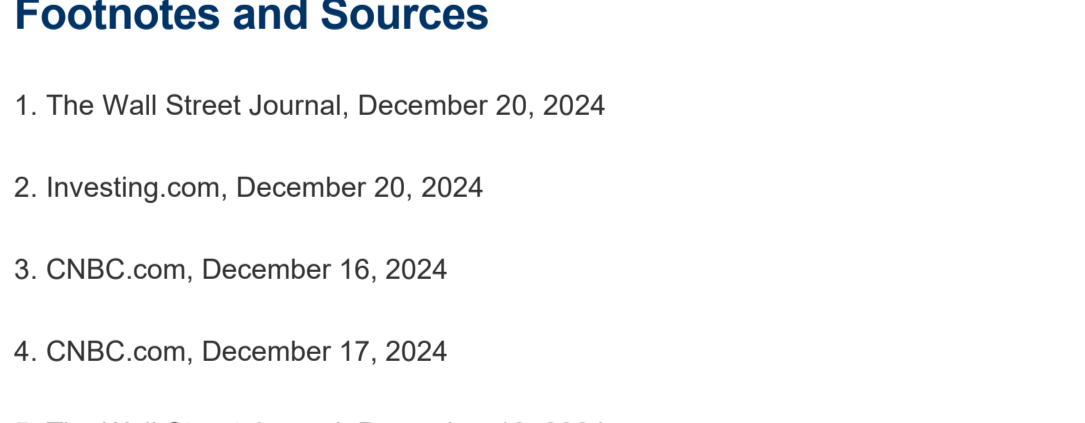 Footnotes and Sources
1. The Wall Street Journal, December 20, 2024
2. Investing.com, December 20, 2024
3. CNBC.com, December 16, 2024
4. CNBC.com, December 17, 2024